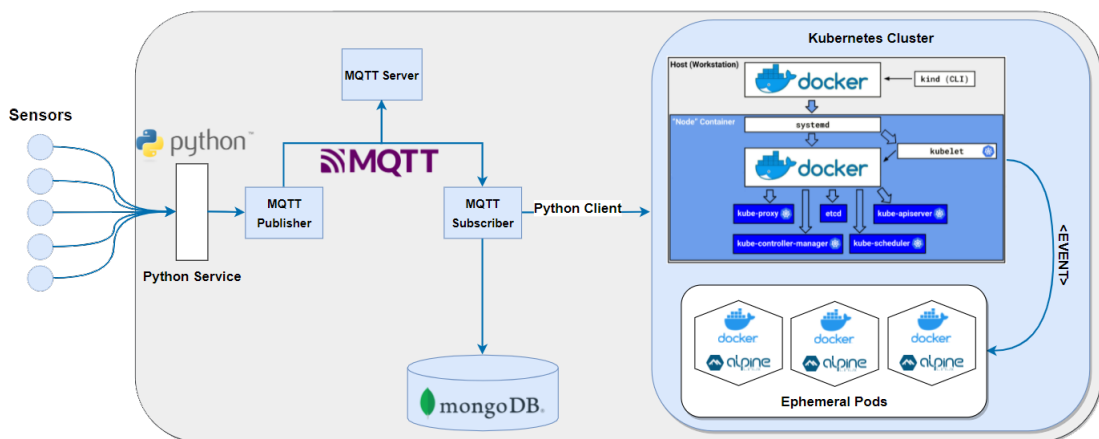 Kubernetes Cluster
Host (Workstation)
docker
kind (CLI)
MQTT Server
Sensors
"Node" Container
systemd
python™
kubelet
MQTT
docker
MQTT
Publisher
MQTT
Subscriber
Python Client
kube-proxy
etcd
kube-apiserver
kube-controller-manager
kube-scheduler
<EVENT>
Python Service
docker
alpine
docker
alpine
docker
alpine
mongoDB.
Ephemeral Pods